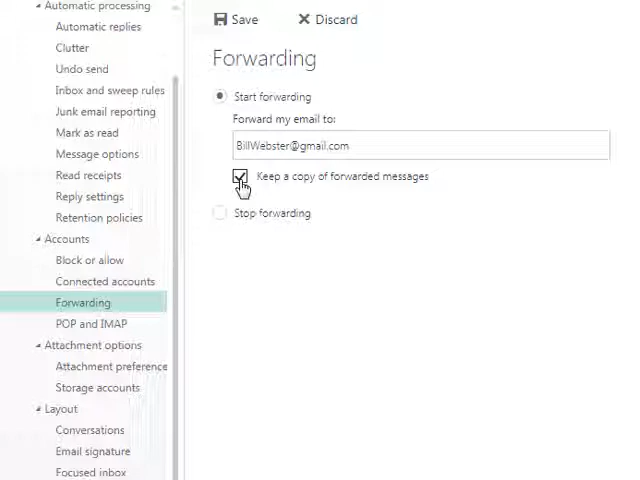 Automatic processing
Automatic replies
Clutter
Undo send
Inbox and sweep rules
Junk email reporting
Mark as read
Message options
Read receipts
Reply settings
Retention policies
Accounts
Block or allow
Connected accounts
Forwarding
POP and IMAP
Attachment options
Attachment preference
Storage accounts
Layout
Conversations
Email signature
Focused inbox
Save Discard
Forwarding
Start forwarding
Forward my email to:
BillWebster@gmail.com
Keep a copy of forwarded messages
Stop forwarding